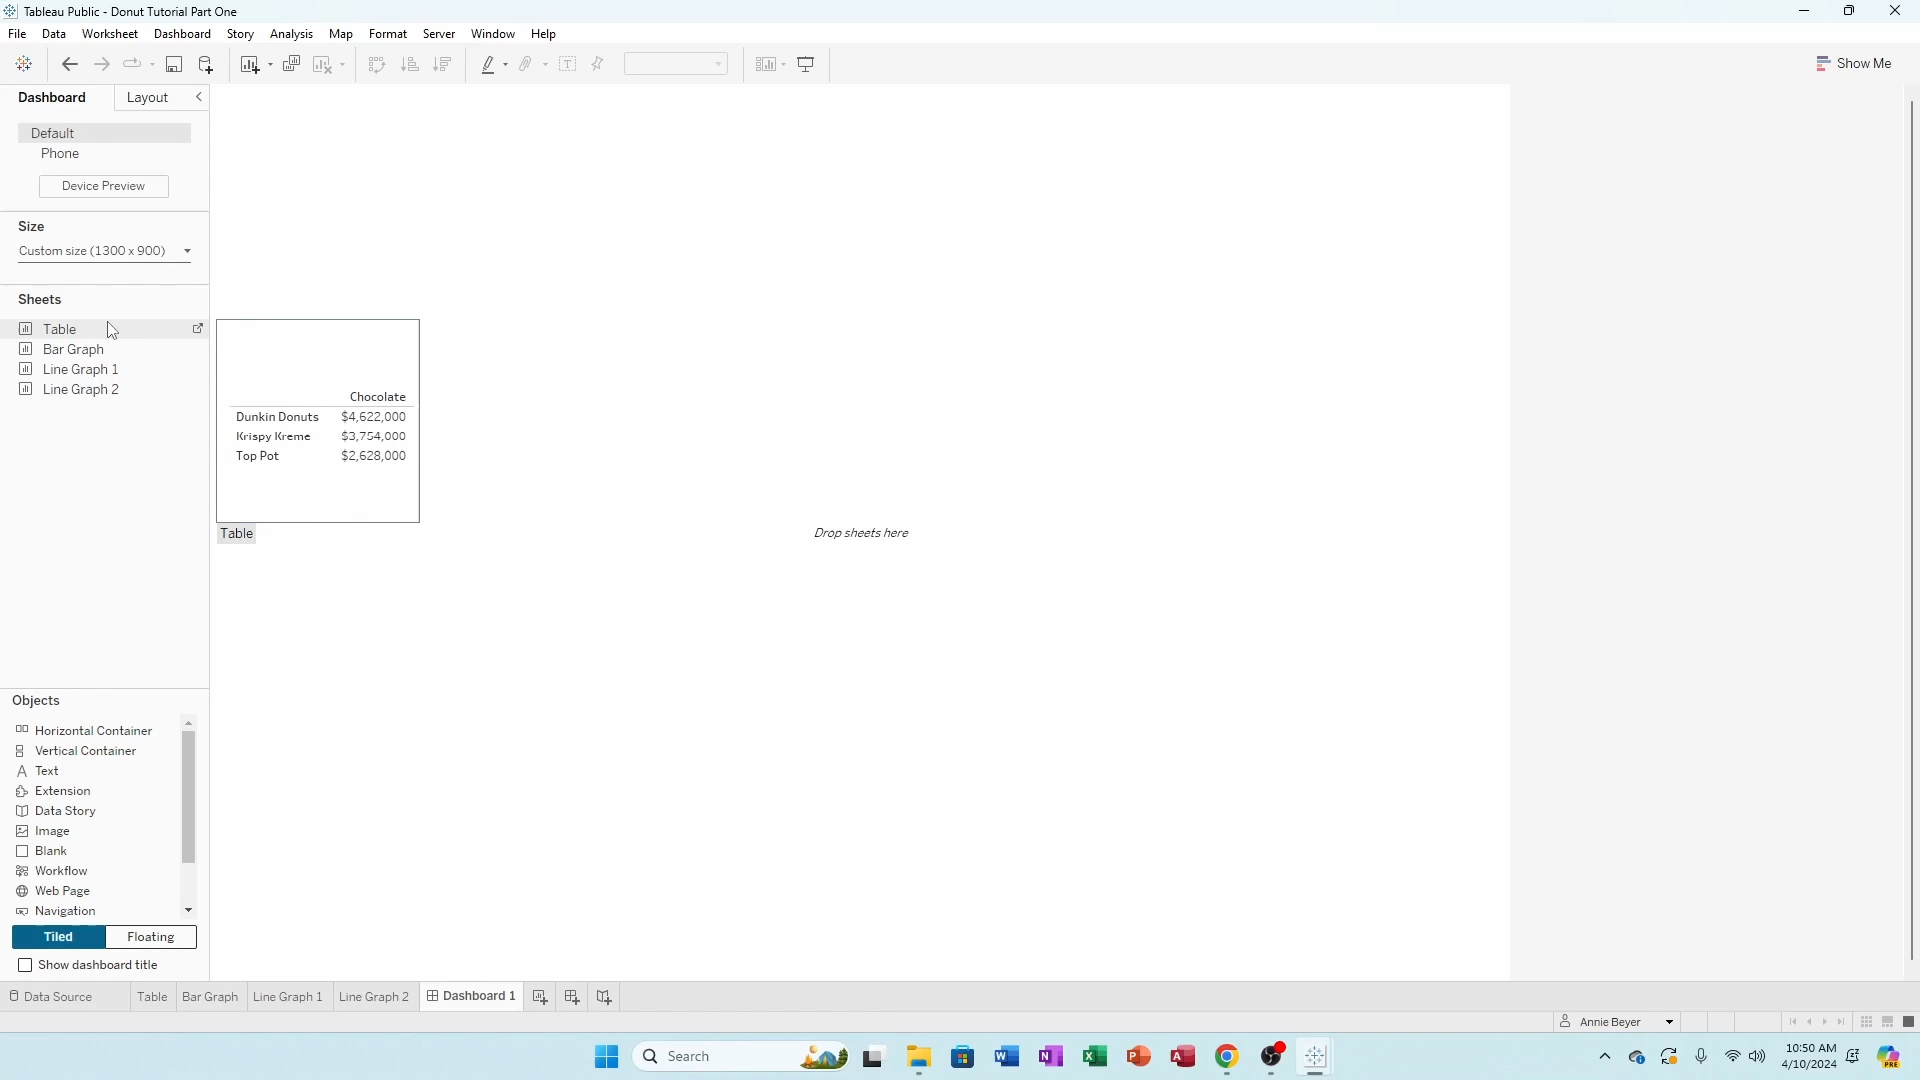 Tableau Public - Donut Tutorial Part One
File Data Worksheet Dashboard Story Analysis Map Format Server Window Help
Show Me
Dashboard Layout
Default
Phone
Device Preview
Size
Custom size (1300 x 900)
Sheets
Table
Bar Graph
Line Graph 1
Line Graph 2
Chocolate
Dunkin Donuts $4,622,000
Krispy Kreme $3,754,000
Top Pot $2,628,000
Table
Drop sheets here
Objects
Horizontal Container
Vertical Container
Text
Extension
Data Story
Image
Blank
Workflow
Web Page
Navigation
Tiled Floating
Show dashboard title
Data Source Table Bar Graph Line Graph 1 Line Graph 2 Dashboard 1
Annie Beyer
Search
10:50 AM
4/10/2024
PRE